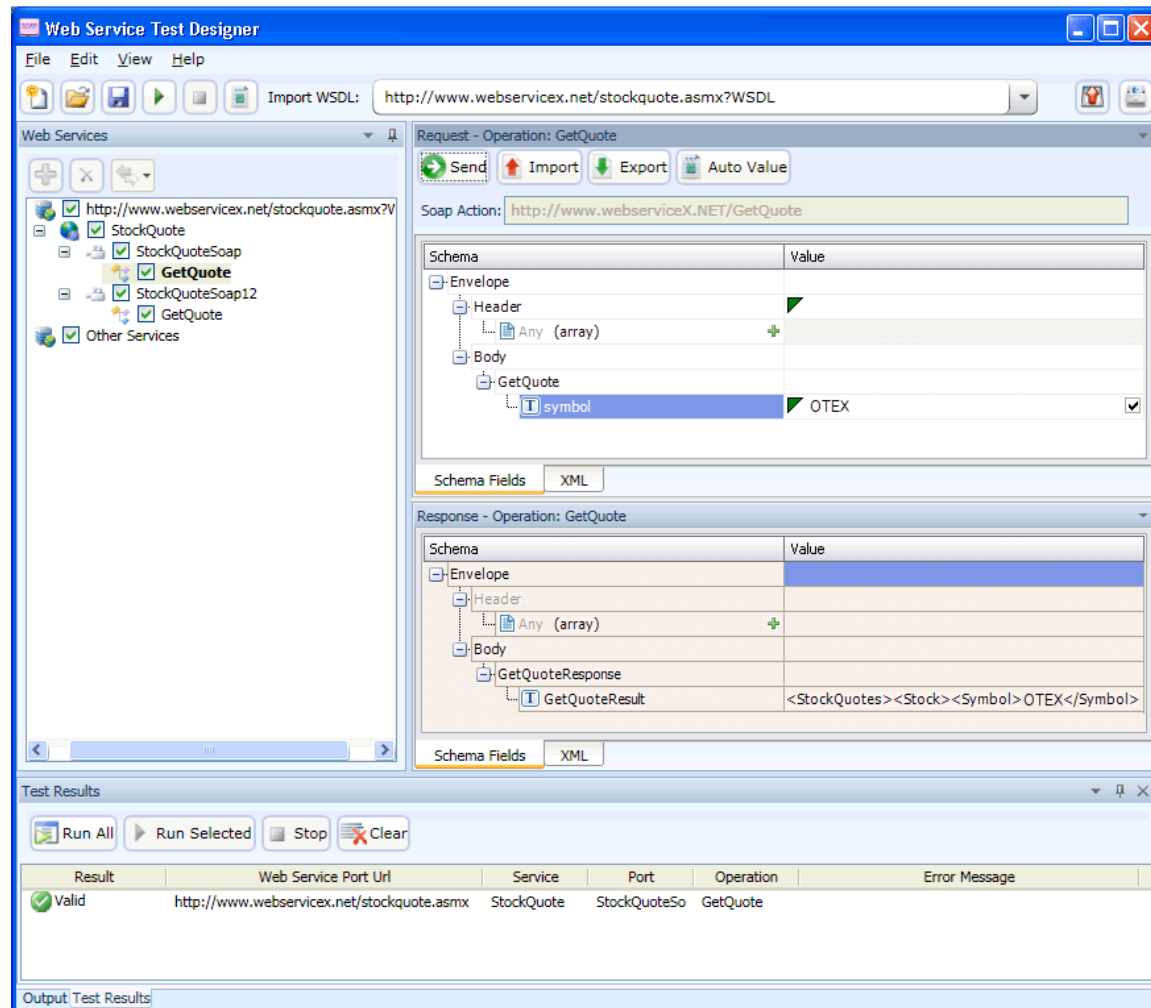 SOAP
Web Service Test Designer
File Edit View Help
Import WSDL: http://www.webservicex.net/stockquote.asmx?WSDL
Web Services
http://www.webservicex.net/stockquote.asmx?V
StockQuote
StockQuoteSoap
GetQuote
StockQuoteSoap12
GetQuote
Other Services
Request - Operation: GetQuote
Send Import Export Auto Value
Soap Action: http://www.webserviceX.NET/GetQuote
Schema Value
Envelope
Header
Any (array)
Body
GetQuote
T symbol OTEX
Schema Fields XML
Response - Operation: GetQuote
Schema Value
Envelope
Header
Any (array)
Body
GetQuoteResponse
T GetQuoteResult <StockQuotes><Stock><Symbol>OTEX</Symbol>
Schema Fields XML
Test Results
Run All Run Selected Stop Clear
Result Web Service Port Url Service Port Operation Error Message
Valid http://www.webservicex.net/stockquote.asmx StockQuote StockQuoteSo GetQuote
Output Test Results